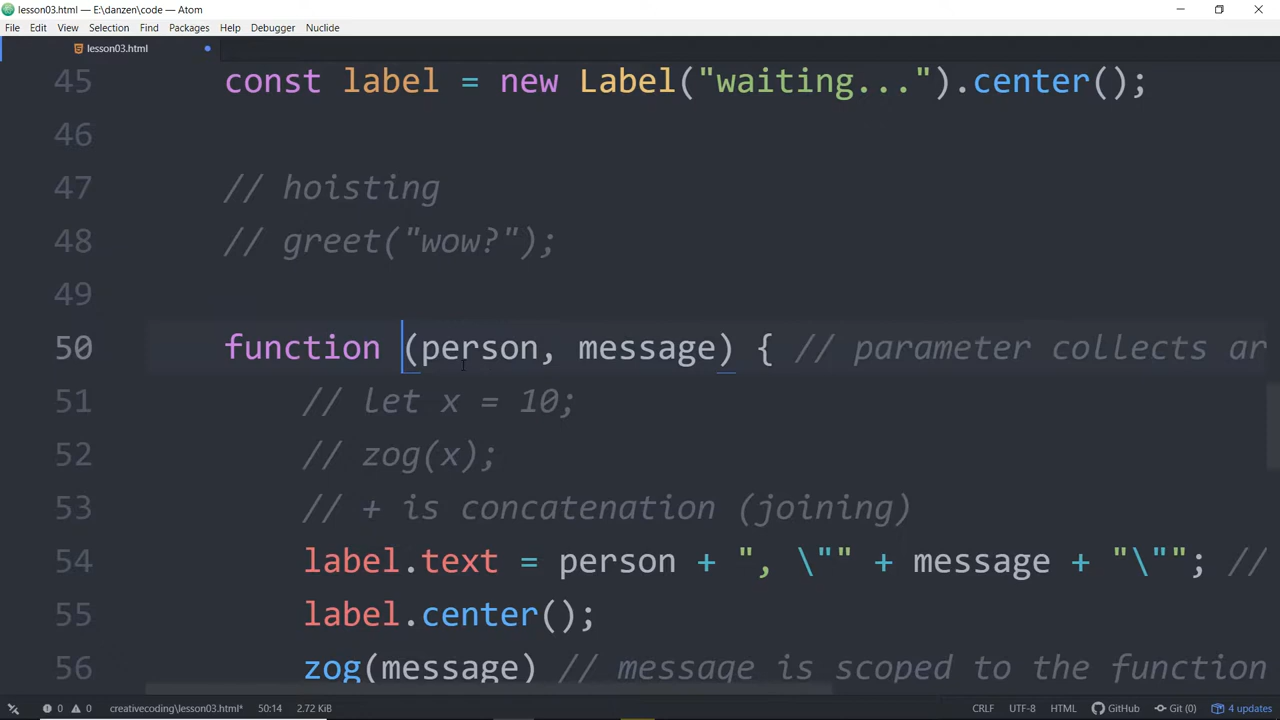 lesson03.html — E:\danzen\code — Atom
File Edit View Selection Find Packages Help Debugger Nuclide
lesson03.html
45 const label = new Label("waiting...").center();
46
47 // hoisting
48 // greet("wow?");
49
50 function (person, message) { // parameter collects ar
51 // let x = 10;
52 // zog(x);
53 // + is concatenation (joining)
54 label.text = person + ", \"" + message + "\""; //
55 label.center();
56 zog(message) // message is scoped to the function
0 0 creativecoding\lesson03.html* 50:14 2.72 KiB CRLF UTF-8 HTML GitHub Git (0) 4 updates